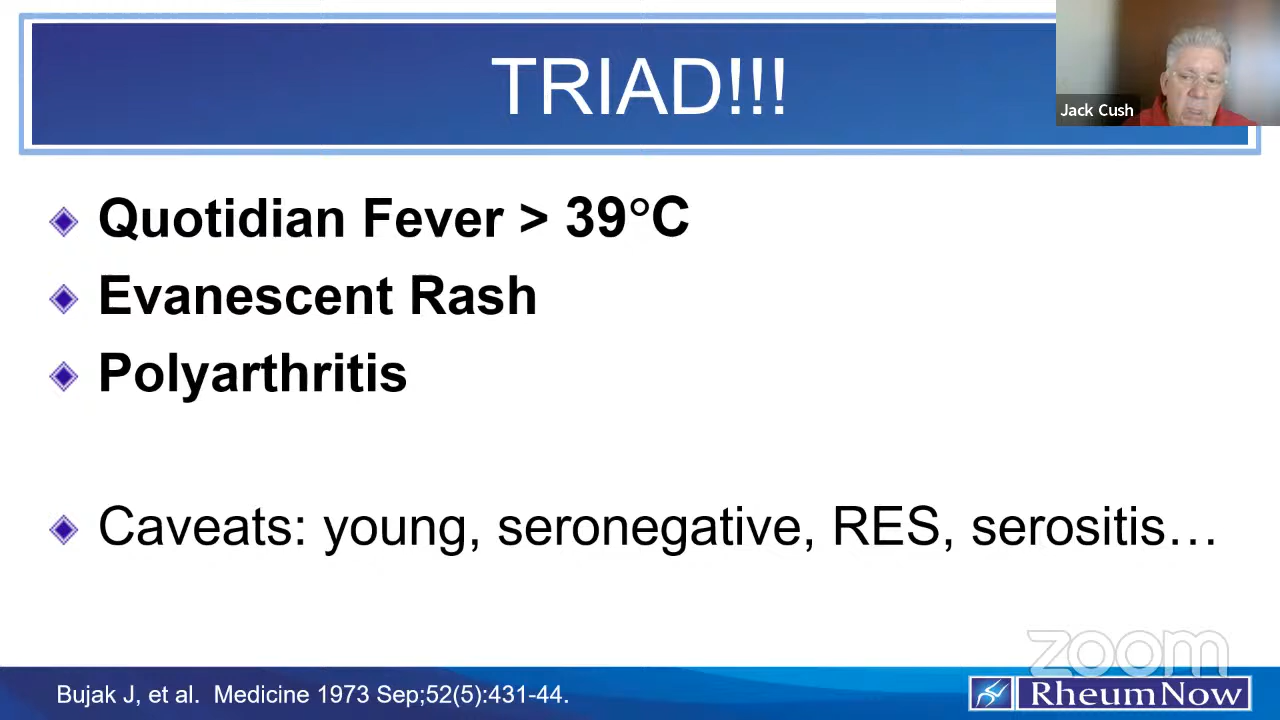 TRIAD!!!
Jack Cush
Quotidian Fever > 39°C
Evanescent Rash
Polyarthritis
Caveats: young, seronegative, RES, serositis…
zoom
Bujak J, et al. Medicine 1973 Sep;52(5):431-44.
RheumNow